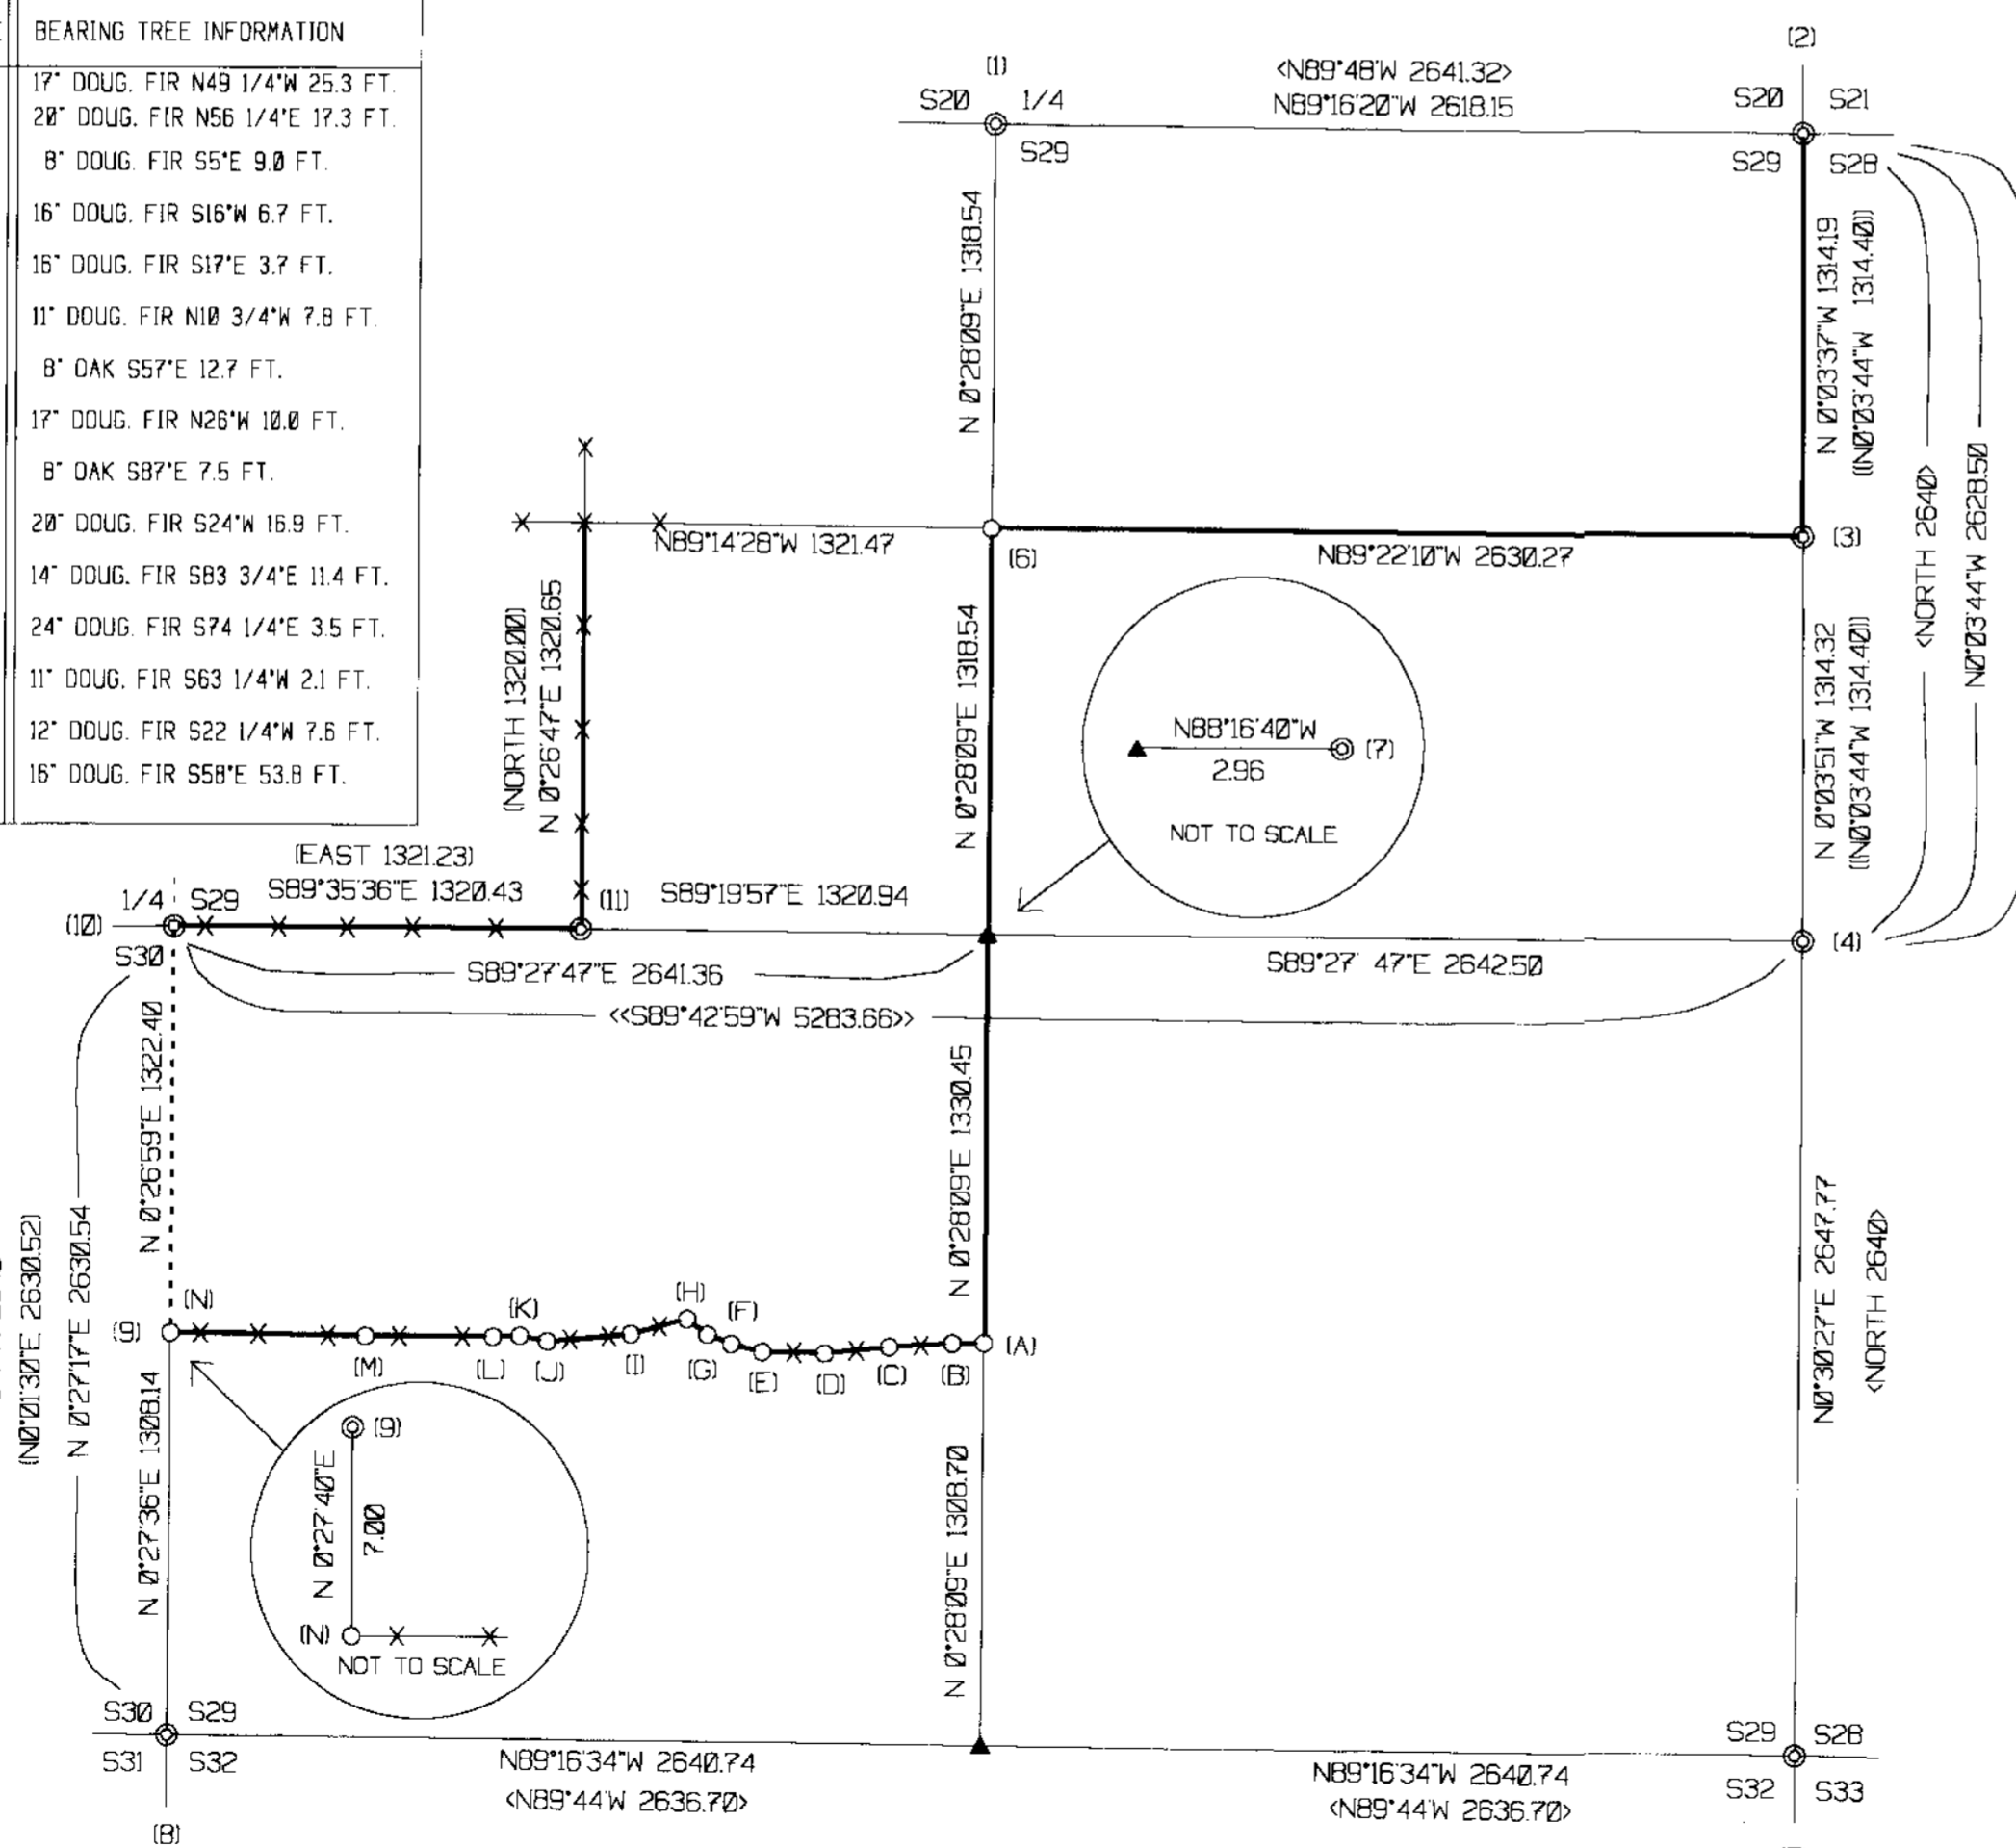 BEARING TREE INFORMATION
17" DOUG. FIR N49 1/4°W 25.3 FT.
20" DOUG. FIR N56 1/4°E 17.3 FT.
8" DOUG. FIR S5°E 9.0 FT.
16" DOUG. FIR S16°W 6.7 FT.
16" DOUG. FIR S17°E 3.7 FT.
11" DOUG. FIR N10 3/4°W 7.8 FT.
8" OAK S57°E 12.7 FT.
17" DOUG. FIR N26°W 10.0 FT.
8" OAK S87°E 7.5 FT.
20" DOUG. FIR S24°W 16.9 FT.
14" DOUG. FIR S83 3/4°E 11.4 FT.
24" DOUG. FIR S74 1/4°E 3.5 FT.
11" DOUG. FIR S63 1/4°W 2.1 FT.
12" DOUG. FIR S22 1/4°W 7.6 FT.
16" DOUG. FIR S58°E 53.8 FT.
(1)
(2)
<N89°48'W 2641.32>
N89°16'20"W 2618.15
S20 1/4
S29
S20 S21
S29 S28
N 0°28'09"E 1318.54
N 0°03'37"W 1314.19
((N0°03'44"W 1314.40))
<NORTH 2640>
N0°03'44"W 2628.50
N89°14'28"W 1321.47
(6)
N89°22'10"W 2630.27
(3)
(NORTH 1320.00)
N 0°26'47"E 1320.65
N 0°28'09"E 1318.54
N88°16'40"W
2.96
(7)
NOT TO SCALE
N 0°03'51"W 1314.32
((N0°03'44"W 1314.40))
(EAST 1321.23)
S89°35'36"E 1320.43
1/4 S29
(10)
S30
(11)
S89°19'57"E 1320.94
(4)
S89°27'47"E 2641.36
S89°27'47"E 2642.50
<<S89°42'59"W 5283.66>>
N 0°26'59"E 1322.40
N 0°28'09"E 1330.45
(N0°01'30"E 2630.52)
N 0°27'17"E 2630.54
N0°30'27"E 2647.77
<NORTH 2640>
(9)
(N)
(M)
(L)
(K)
(J)
(I)
(H)
(G)
(F)
(E)
(D)
(C)
(B)
(A)
N 0°27'36"E 1308.14
(9)
N 0°27'40"E
7.00
(N)
NOT TO SCALE
N 0°28'09"E 1308.70
S30 S29
S31 S32
(8)
N89°16'34"W 2640.74
<N89°44'W 2636.70>
N89°16'34"W 2640.74
<N89°44'W 2636.70>
S29 S28
S32 S33